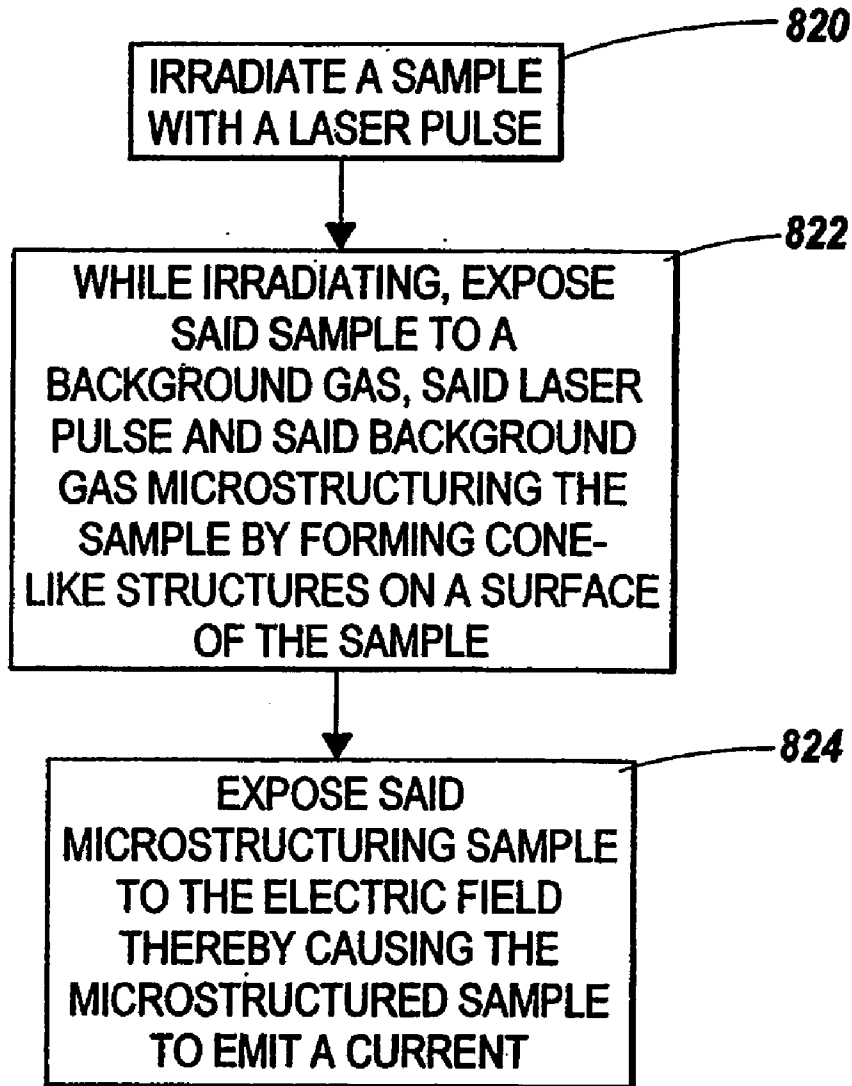 820
IRRADIATE A SAMPLE
WITH A LASER PULSE
822
WHILE IRRADIATING, EXPOSE
SAID SAMPLE TO A
BACKGROUND GAS, SAID LASER
PULSE AND SAID BACKGROUND
GAS MICROSTRUCTURING THE
SAMPLE BY FORMING CONE-
LIKE STRUCTURES ON A SURFACE
OF THE SAMPLE
824
EXPOSE SAID
MICROSTRUCTURING SAMPLE
TO THE ELECTRIC FIELD
THEREBY CAUSING THE
MICROSTRUCTURED SAMPLE
TO EMIT A CURRENT